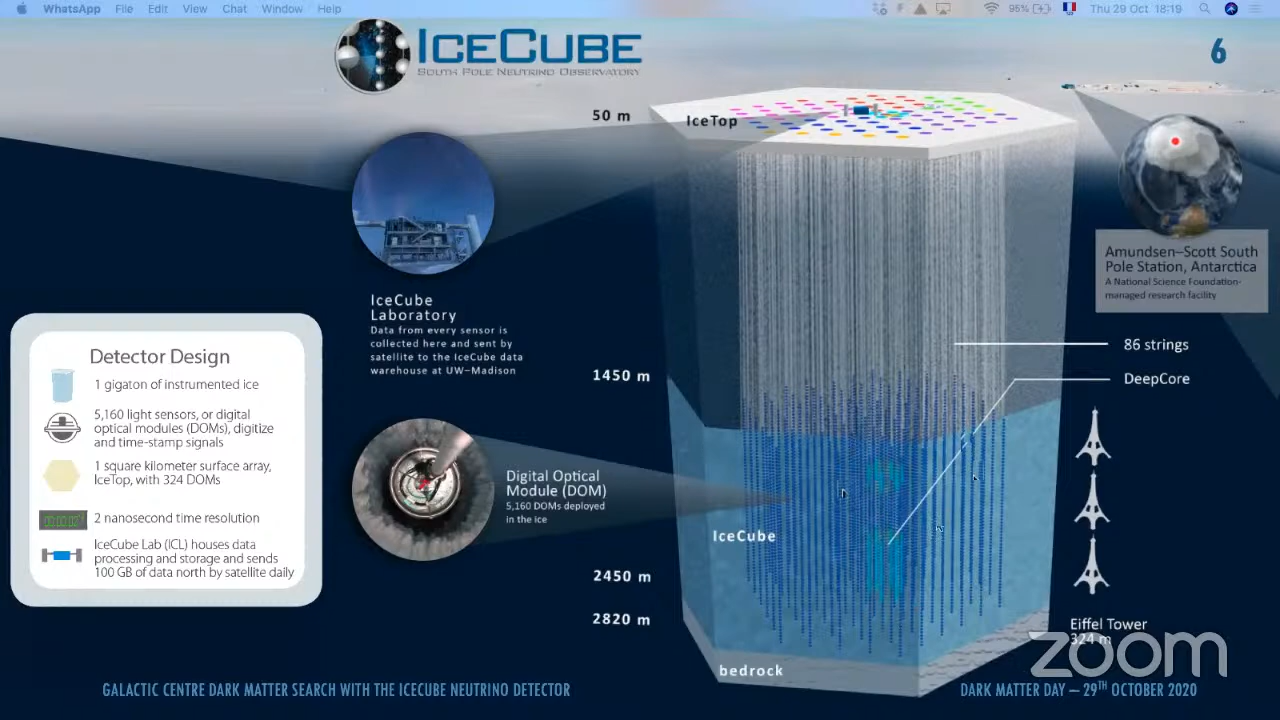 WhatsApp File Edit View Chat Window Help
95% Thu 29 Oct 18:19
ICECUBE
SOUTH POLE NEUTRINO OBSERVATORY
6
50 m
IceTop
Amundsen–Scott South
Pole Station, Antarctica
A National Science Foundation-
managed research facility
IceCube
Laboratory
Data from every sensor is
collected here and sent by
satellite to the IceCube data
warehouse at UW–Madison
86 strings
1450 m
DeepCore
Detector Design
1 gigaton of instrumented ice
5,160 light sensors, or digital
optical modules (DOMs), digitize
and time-stamp signals
1 square kilometer surface array,
IceTop, with 324 DOMs
2 nanosecond time resolution
IceCube Lab (ICL) houses data
processing and storage and sends
100 GB of data north by satellite daily
Digital Optical
Module (DOM)
5,160 DOMs deployed
in the ice
IceCube
2450 m
2820 m
Eiffel Tower
324 m
zoom
bedrock
GALACTIC CENTRE DARK MATTER SEARCH WITH THE ICECUBE NEUTRINO DETECTOR
DARK MATTER DAY – 29TH OCTOBER 2020